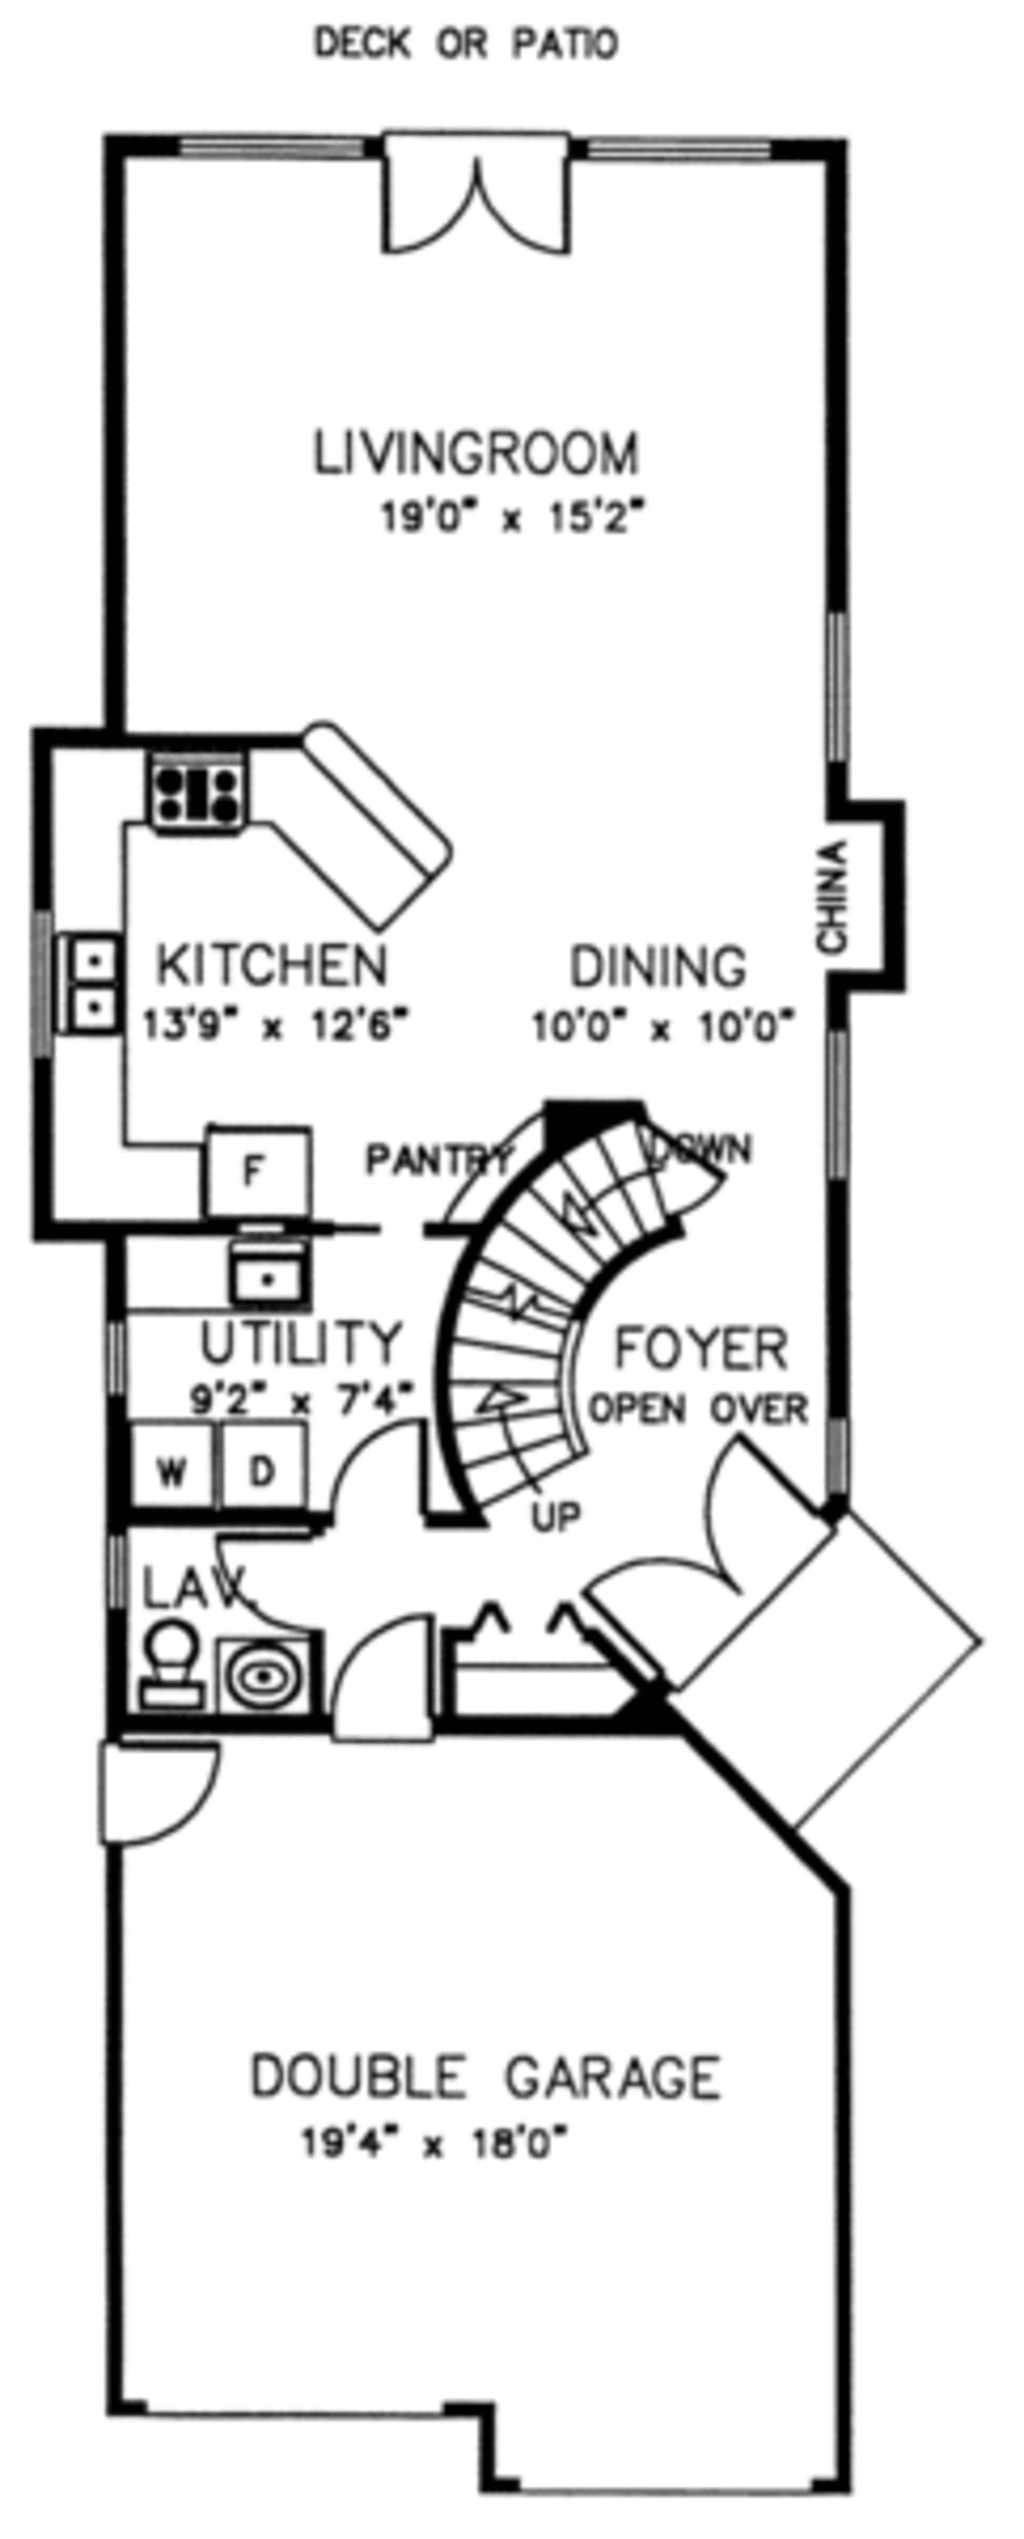 DECK OR PATIO
LIVINGROOM
19'0" x 15'2"
CHINA
KITCHEN
13'9" x 12'6"
DINING
10'0" x 10'0"
F
PANTRY
DOWN
UTILITY
9'2" x 7'4"
FOYER
OPEN OVER
W
D
UP
LAV.
DOUBLE GARAGE
19'4" x 18'0"